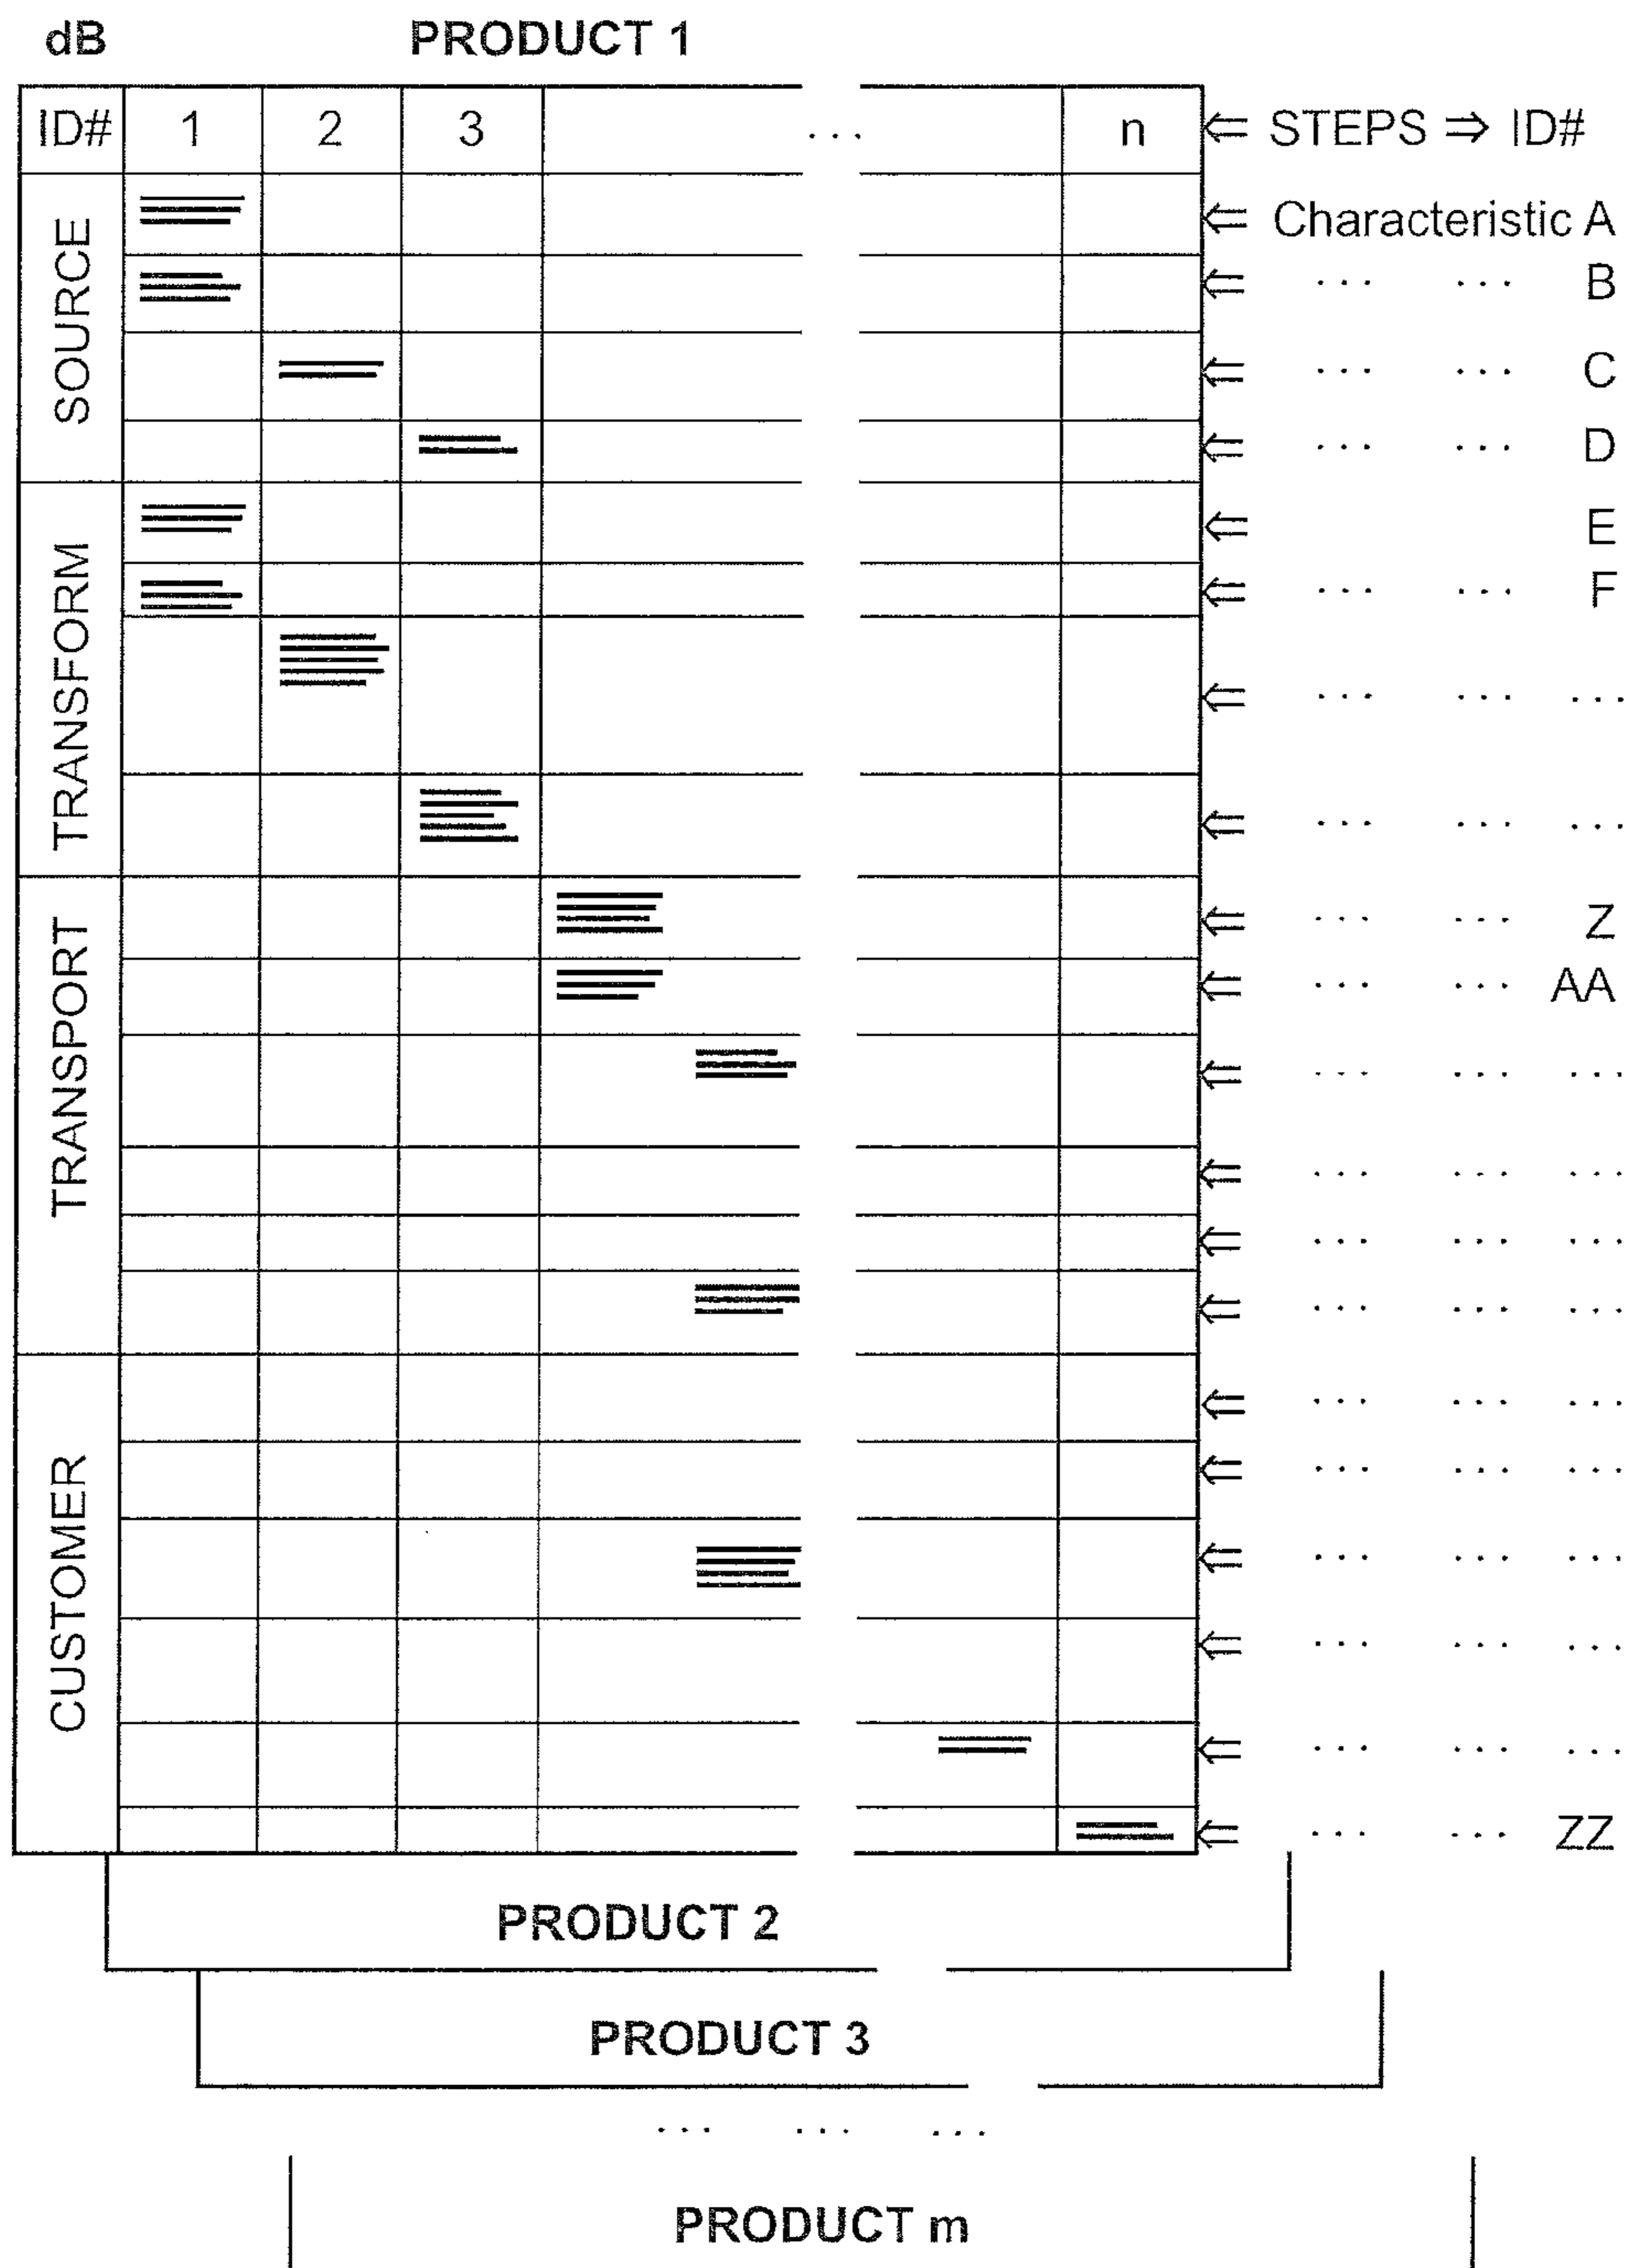 dB PRODUCT 1
ID# 1 2 3 ... n ⇐ STEPS ⇒ ID#
SOURCE
⇐ Characteristic A
⇐ ... ... B
⇐ ... ... C
⇐ ... ... D
TRANSFORM
⇐ E
⇐ ... ... F
⇐ ... ... ...
⇐ ... ... ...
TRANSPORT
⇐ ... ... Z
⇐ ... ... AA
⇐ ... ... ...
⇐ ... ... ...
⇐ ... ... ...
⇐ ... ... ...
CUSTOMER
⇐ ... ... ...
⇐ ... ... ...
⇐ ... ... ...
⇐ ... ... ...
⇐ ... ... ...
⇐ ... ... ZZ
PRODUCT 2
PRODUCT 3
... ... ...
PRODUCT m